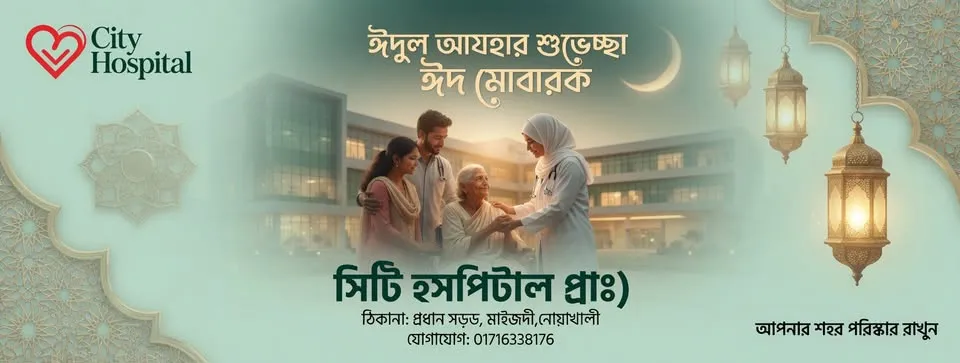 City
Hospital
ঈদুল আযহার শুভেচ্ছা
ঈদ মোবারক
সিটি হসপিটাল প্রাঃ)
ঠিকানা: প্রধান সড়ড, মাইজদী,নোয়াখালী
যোগাযোগ: 01716338176
আপনার শহর পরিস্কার রাখুন